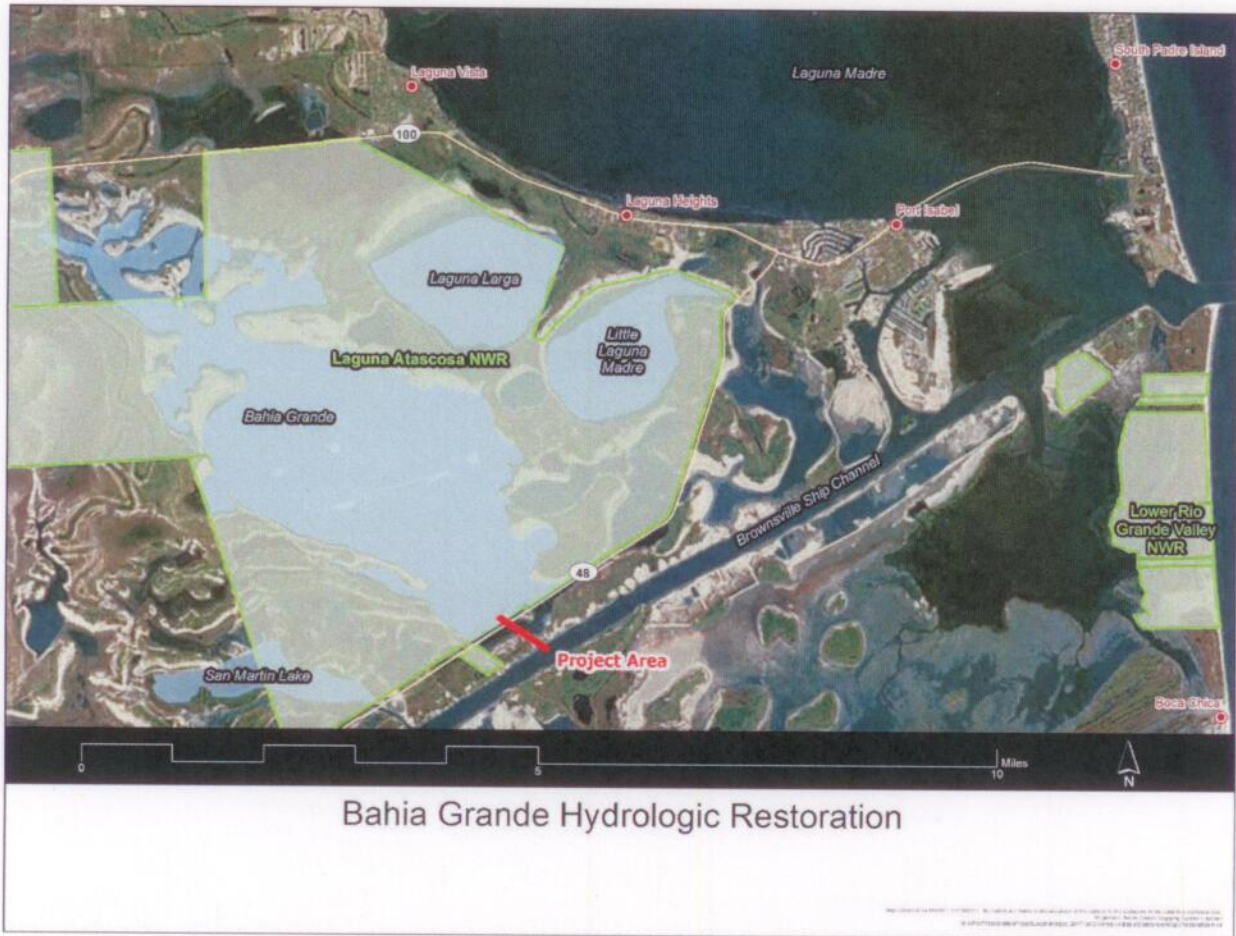 South Padre Island
Laguna Madre
Laguna Vista
100
Laguna Heights
Port Isabel
Laguna Larga
Little
Laguna
Madre
Laguna Atascosa NWR
Bahia Grande
Brownsville Ship Channel
Lower Rio
Grande Valley
NWR
48
Project Area
San Martin Lake
Boca Chica
0
5
10
Miles
N
Bahia Grande Hydrologic Restoration